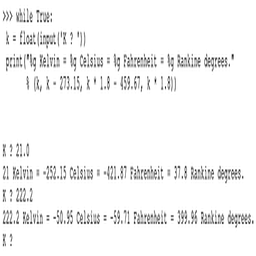 >>> while True:
k = float(input('K ? '))
print("%g Kelvin = %g Celsius = %g Fahrenheit = %g Rankine degrees."
% (k, k - 273.15, k * 1.8 - 459.67, k * 1.8))
K ? 21.0
21 Kelvin = -252.15 Celsius = -421.87 Fahrenheit = 37.8 Rankine degrees.
K ? 222.2
222.2 Kelvin = -50.95 Celsius = -59.71 Fahrenheit = 399.96 Rankine degrees.
K ?